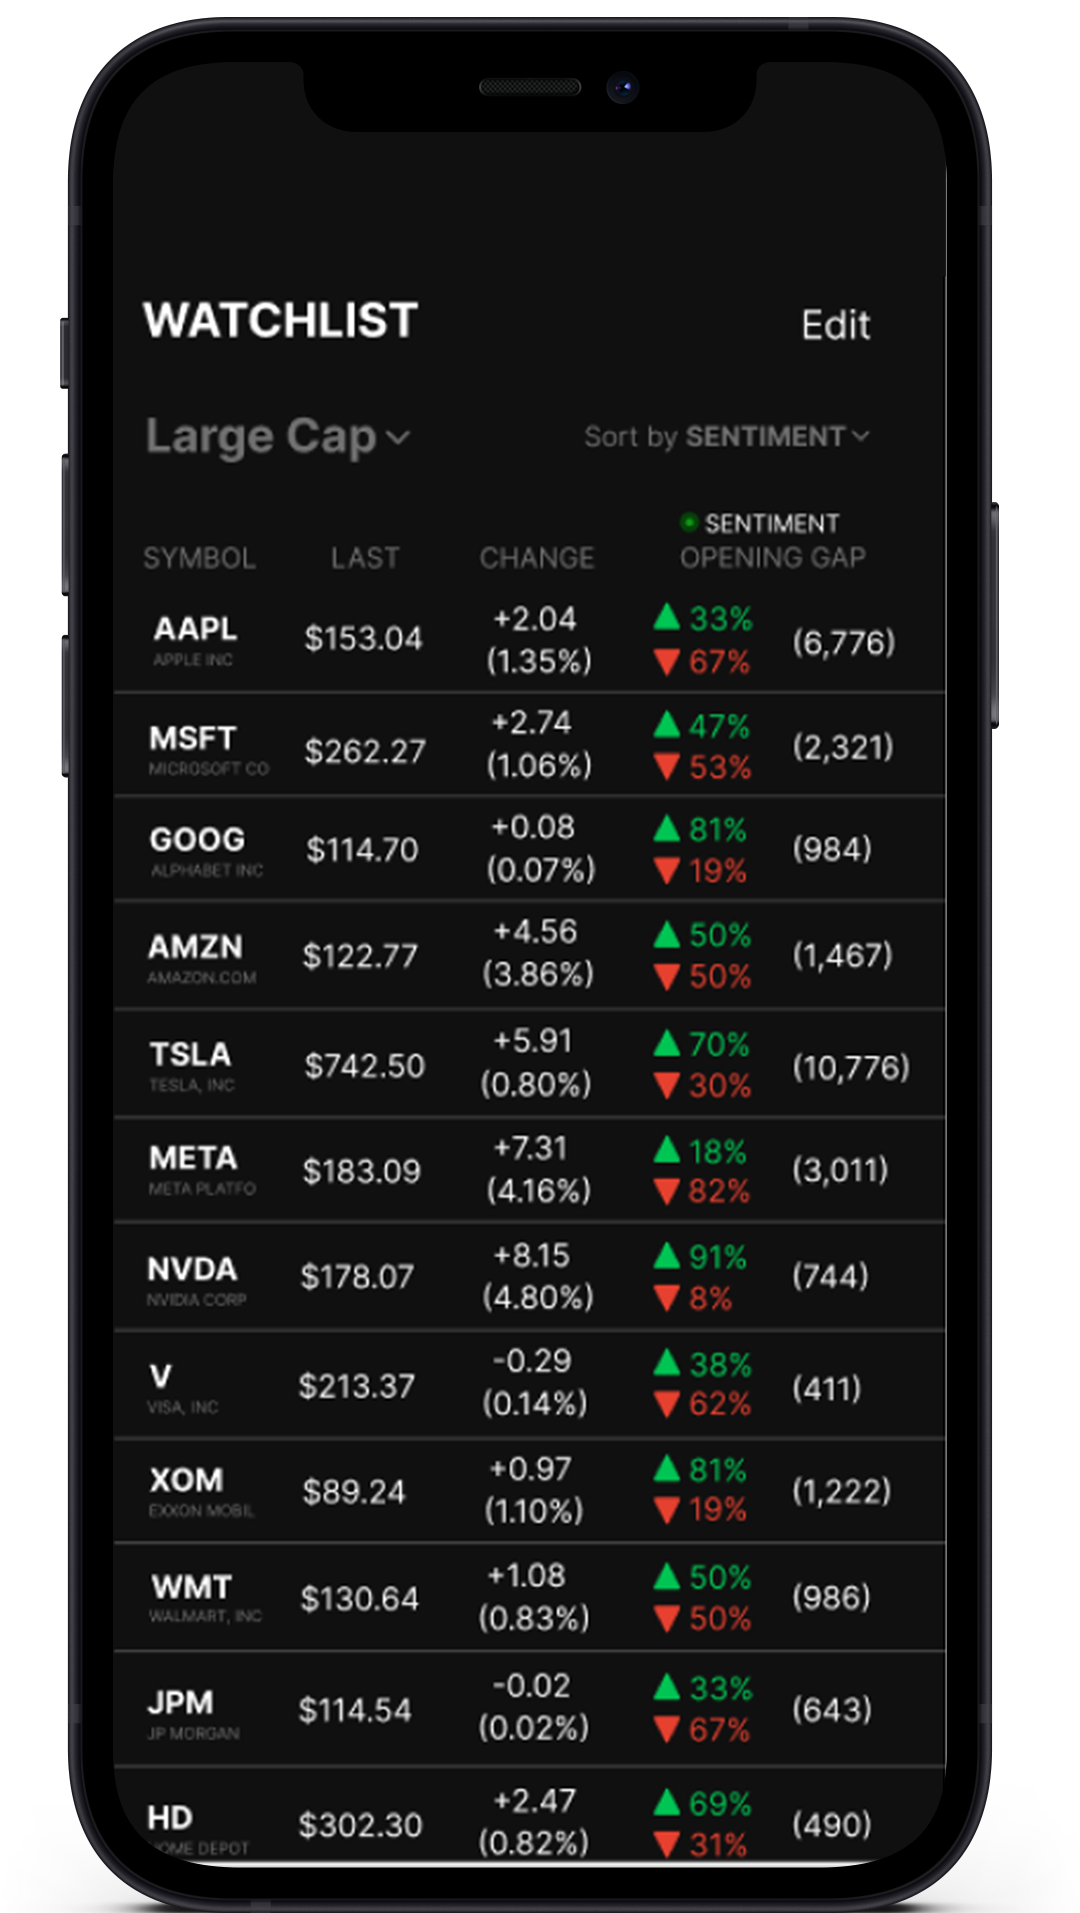 WATCHLIST Edit
Large Cap Sort by SENTIMENT
SENTIMENT
SYMBOL LAST CHANGE OPENING GAP
AAPL $153.04 +2.04 33% (6,776)
APPLE INC (1.35%) 67%
MSFT $262.27 +2.74 47% (2,321)
MICROSOFT CO (1.06%) 53%
GOOG $114.70 +0.08 81% (984)
ALPHABET INC (0.07%) 19%
AMZN $122.77 +4.56 50% (1,467)
AMAZON.COM (3.86%) 50%
TSLA $742.50 +5.91 70% (10,776)
TESLA, INC (0.80%) 30%
META $183.09 +7.31 18% (3,011)
META PLATFO (4.16%) 82%
NVDA $178.07 +8.15 91% (744)
NVIDIA CORP (4.80%) 8%
V $213.37 -0.29 38% (411)
VISA, INC (0.14%) 62%
XOM $89.24 +0.97 81% (1,222)
EXXON MOBIL (1.10%) 19%
WMT $130.64 +1.08 50% (986)
WALMART, INC (0.83%) 50%
JPM $114.54 -0.02 33% (643)
JP MORGAN (0.02%) 67%
HD $302.30 +2.47 69% (490)
HOME DEPOT (0.82%) 31%